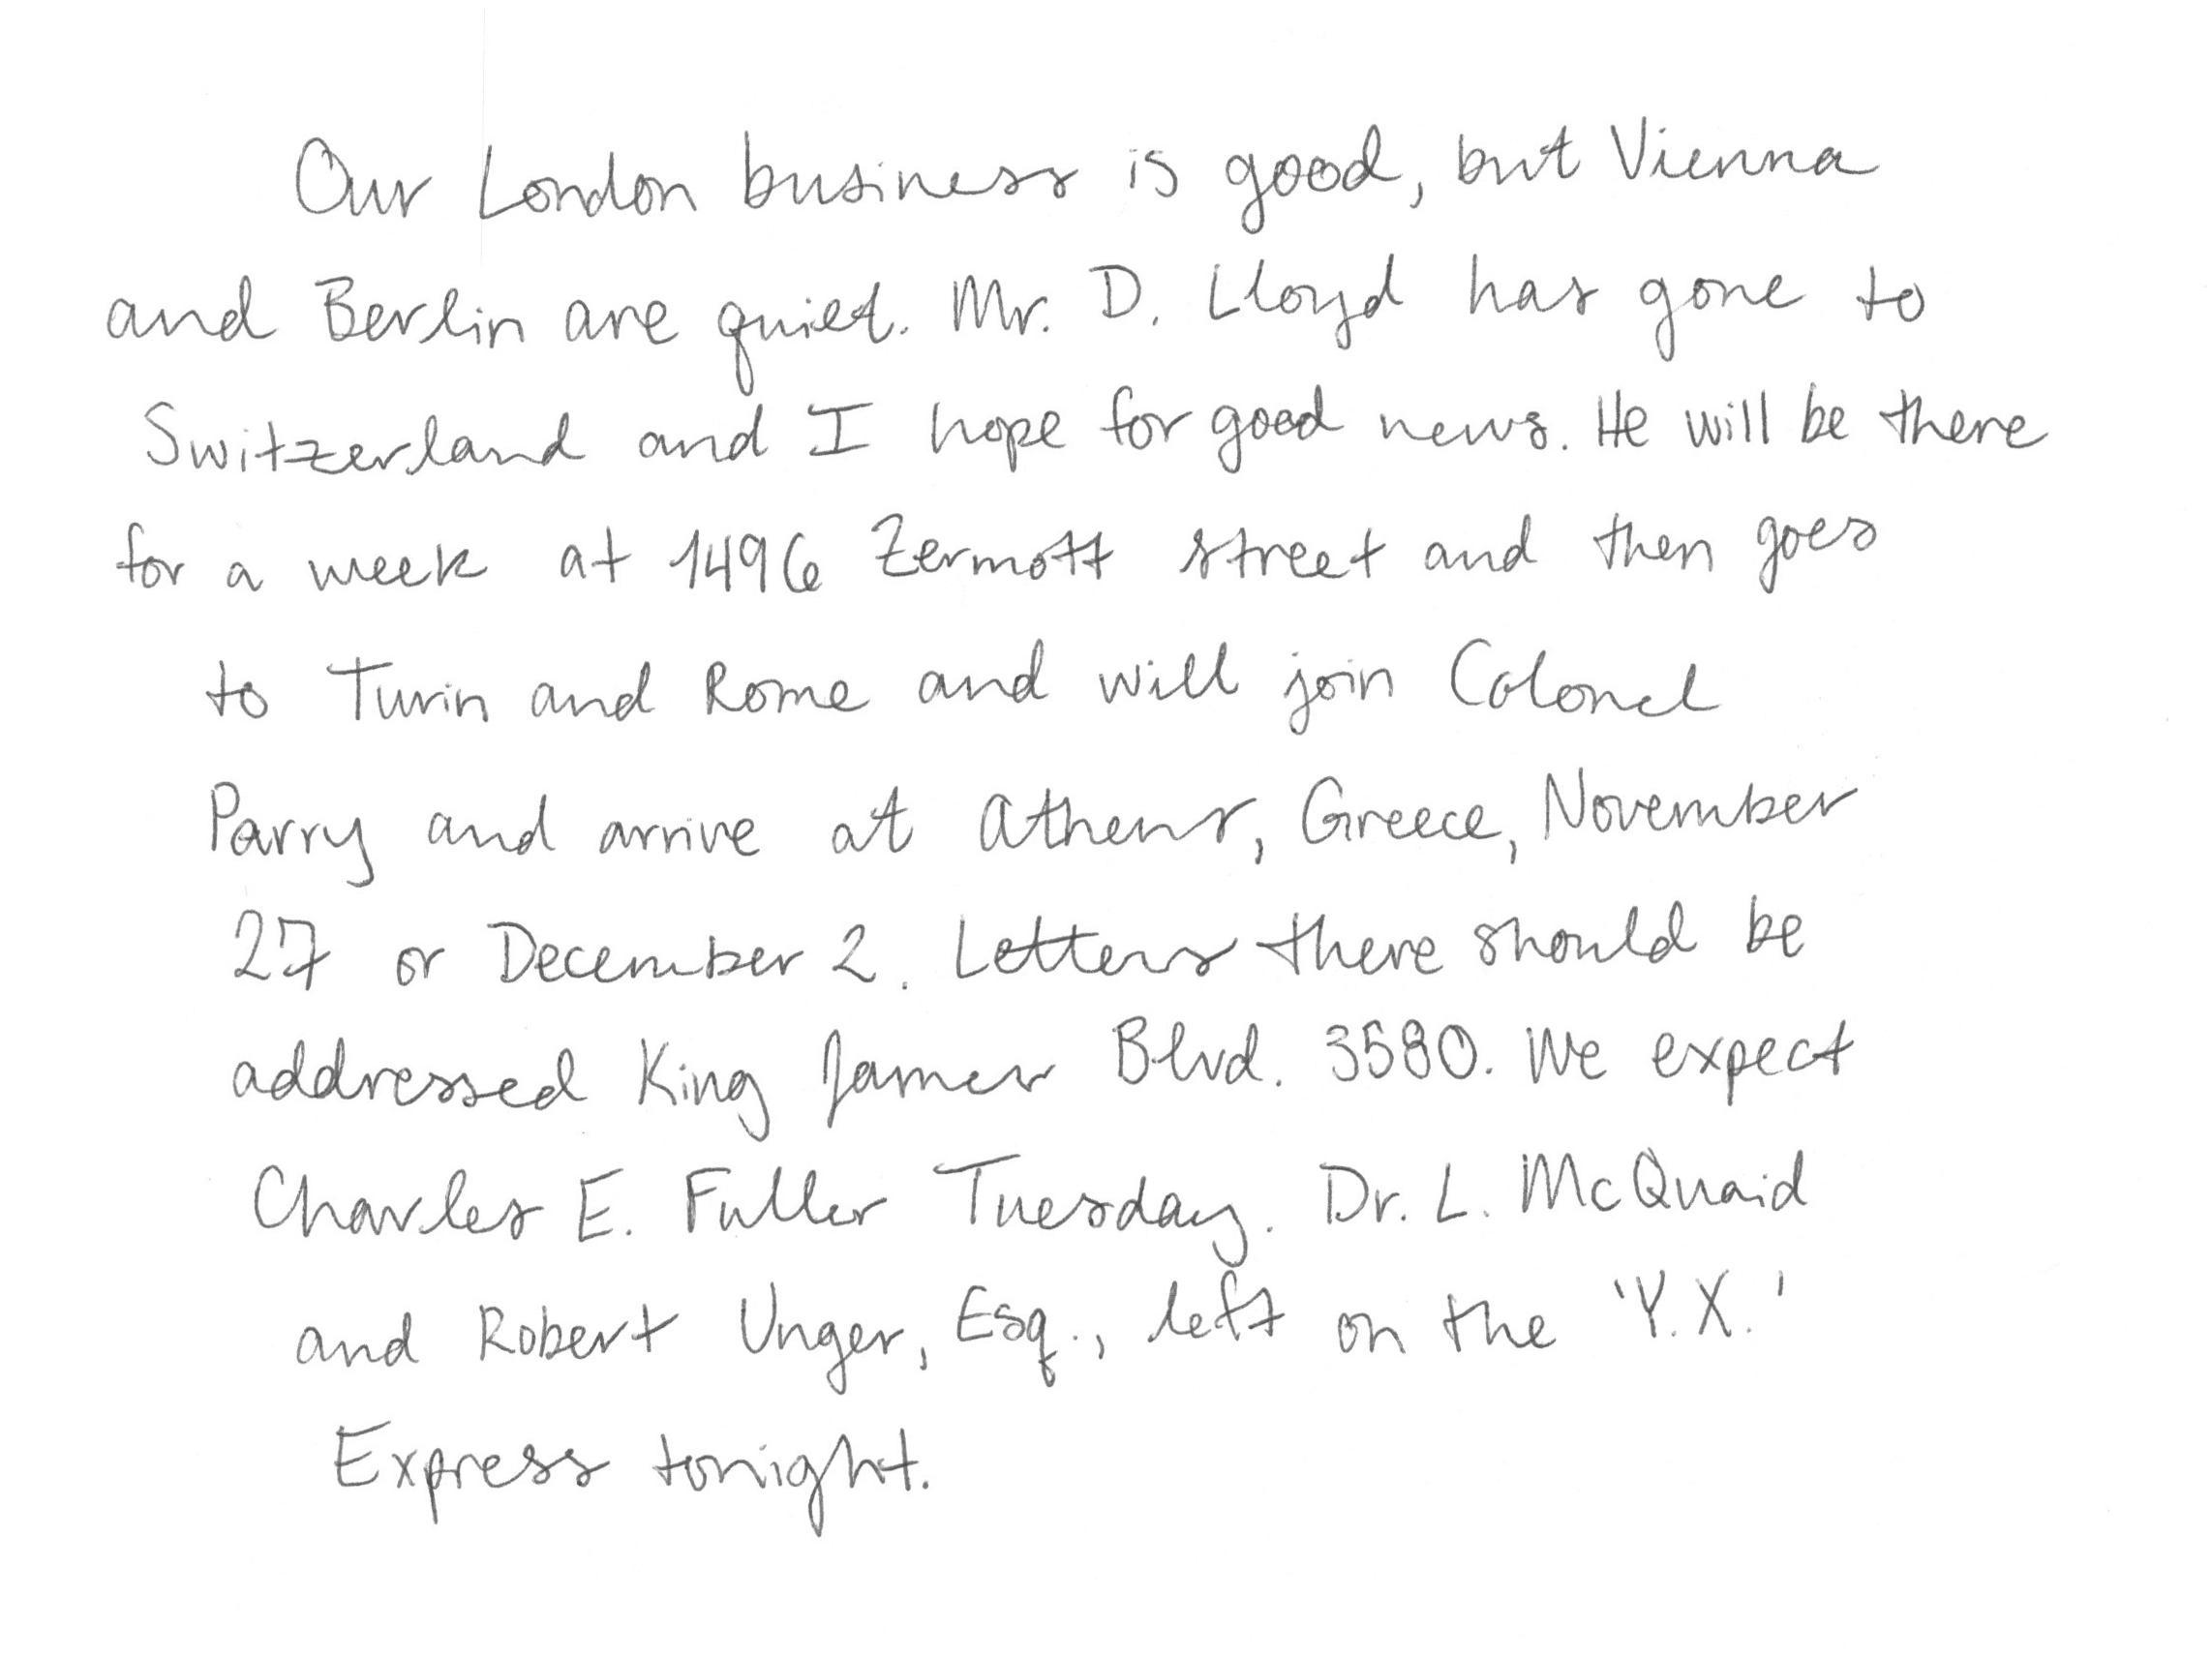 Our London business is good, but Vienna
and Berlin are quiet. Mr. D. Lloyd has gone to
Switzerland and I hope for good news. He will be there
for a week at 1496 Zermott street and then goes
to Turin and Rome and will join Colonel
Parry and arrive at Athens, Greece, November
27 or December 2. Letters there should be
addressed King James Blvd. 3580. We expect
Charles E. Fuller Tuesday. Dr. L. McQuaid
and Robert Unger, Esq., left on the 'Y.X.'
Express tonight.